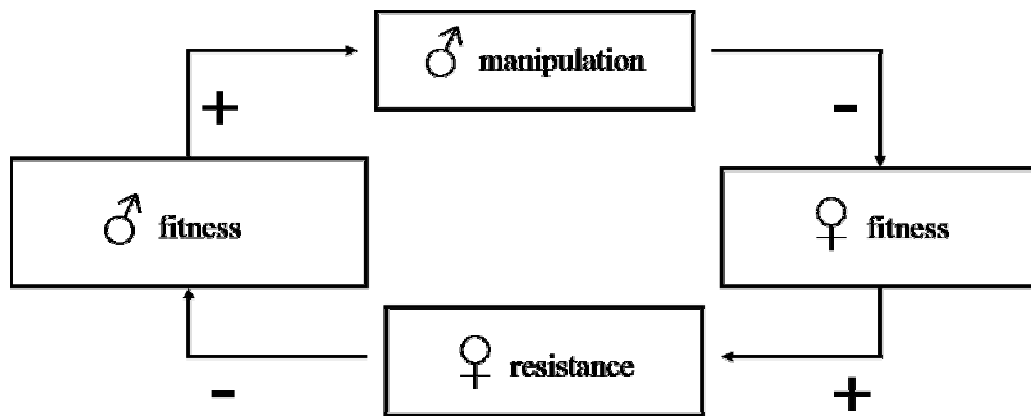 ♂ manipulation
+
-
♂ fitness
♀ fitness
♀ resistance
-
+